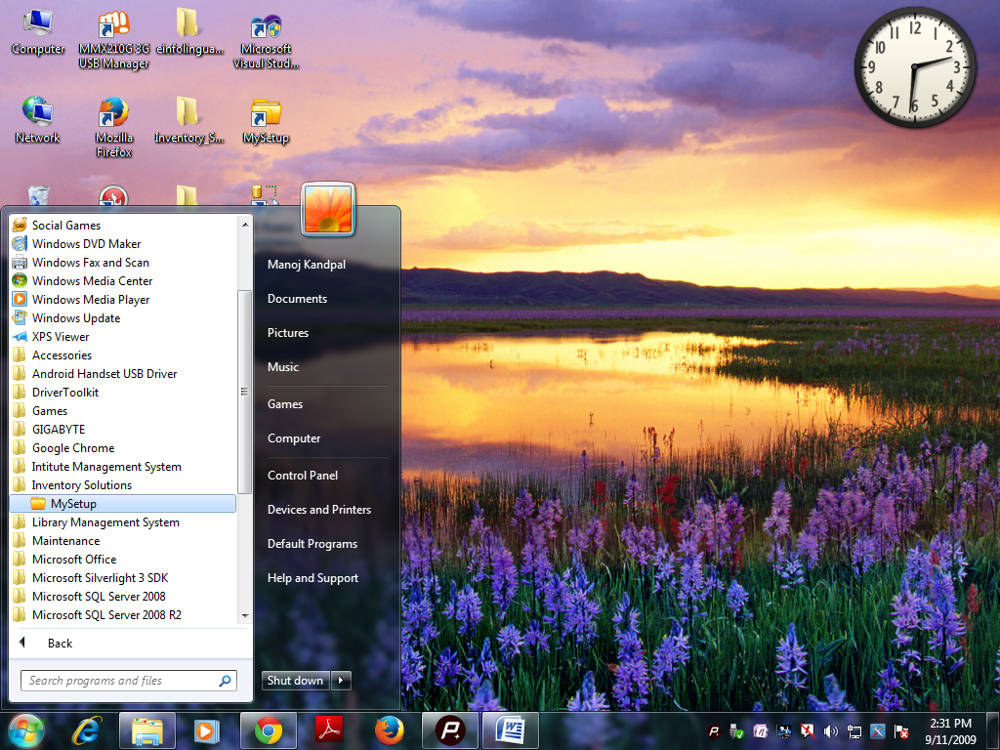 Computer
MMX210G 3G
USB Manager
einfolingua...
Microsoft
Visual Stud...
Network
Mozilla
Firefox
Inventory_S...
MySetup
12
1
2
3
4
5
6
7
8
9
10
11
Social Games
Windows DVD Maker
Windows Fax and Scan
Windows Media Center
Windows Media Player
Windows Update
XPS Viewer
Accessories
Android Handset USB Driver
DriverToolkit
Games
GIGABYTE
Google Chrome
Intitute Management System
Inventory Solutions
MySetup
Library Management System
Maintenance
Microsoft Office
Microsoft Silverlight 3 SDK
Microsoft SQL Server 2008
Microsoft SQL Server 2008 R2
Back
Search programs and files
Manoj Kandpal
Documents
Pictures
Music
Games
Computer
Control Panel
Devices and Printers
Default Programs
Help and Support
Shut down
2:31 PM
9/11/2009